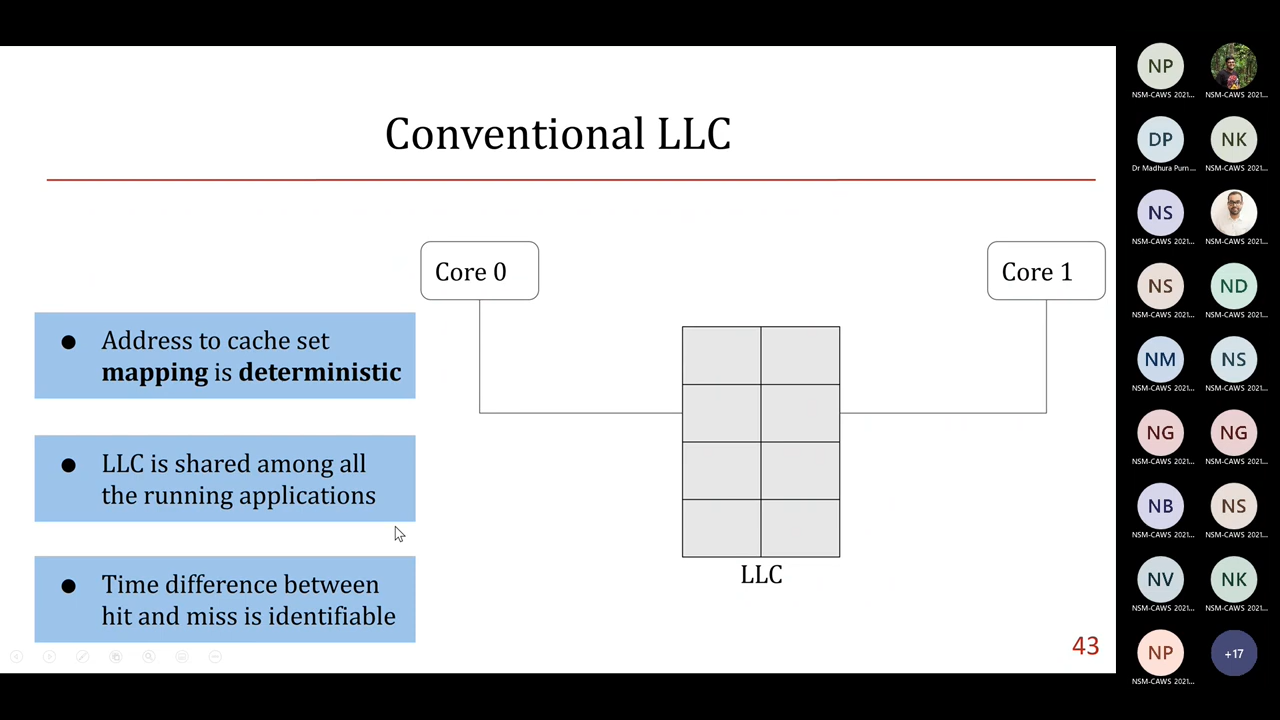 Conventional LLC
Core 0
Core 1
● Address to cache set
mapping is deterministic
● LLC is shared among all
the running applications
● Time difference between
hit and miss is identifiable
LLC
43
NP
NSM-CAWS 2021...
NSM-CAWS 2021...
DP
Dr Madhura Purn...
NK
NSM-CAWS 2021...
NS
NSM-CAWS 2021...
NSM-CAWS 2021...
NS
NSM-CAWS 2021...
ND
NSM-CAWS 2021...
NM
NSM-CAWS 2021...
NS
NSM-CAWS 2021...
NG
NSM-CAWS 2021...
NG
NSM-CAWS 2021...
NB
NSM-CAWS 2021...
NS
NSM-CAWS 2021...
NV
NSM-CAWS 2021...
NK
NSM-CAWS 2021...
NP
NSM-CAWS 2021...
+17